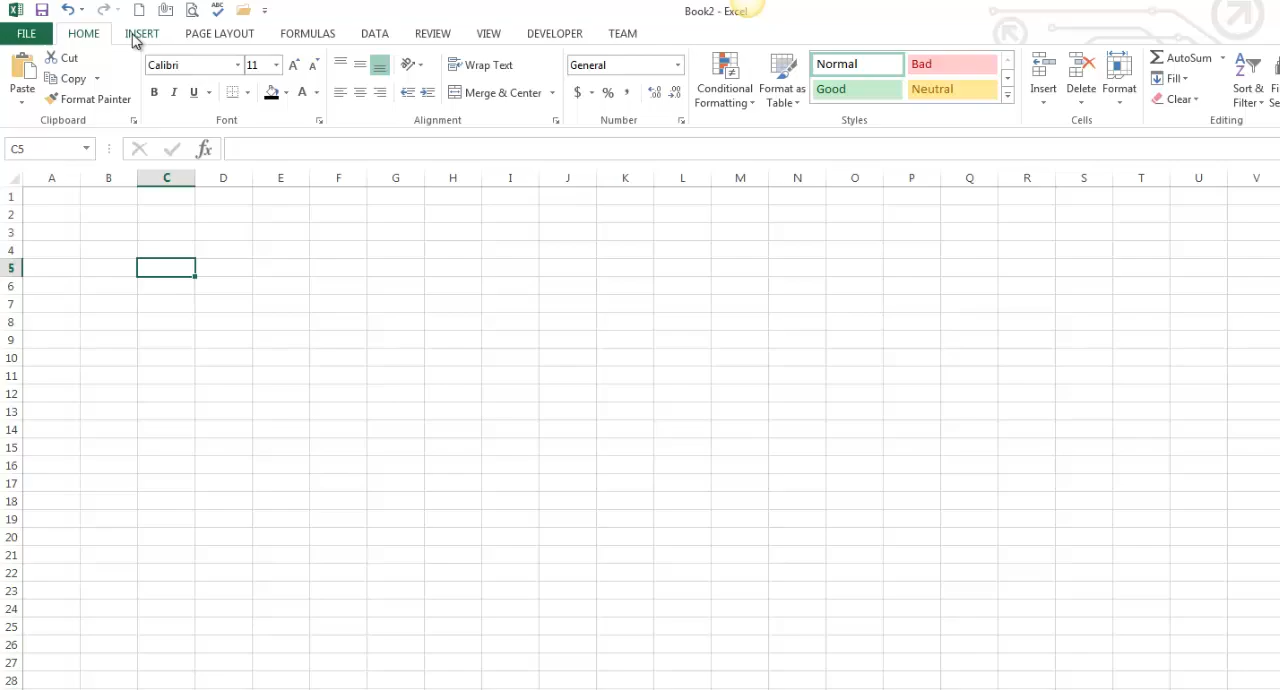 Book2 - Excel
FILE HOME INSERT PAGE LAYOUT FORMULAS DATA REVIEW VIEW DEVELOPER TEAM
Paste
Cut
Copy
Format Painter
Clipboard
Calibri 11
B I U A
Font
Wrap Text
Merge & Center
Alignment
General
$ % ,
Number
Conditional Formatting
Format as Table
Normal Bad
Good Neutral
Styles
Insert Delete Format
Cells
AutoSum
Fill
Clear
Sort &
Filter
Editing
C5 fx
A B C D E F G H I J K L M N O P Q R S T U V
1
2
3
4
5
6
7
8
9
10
11
12
13
14
15
16
17
18
19
20
21
22
23
24
25
26
27
28